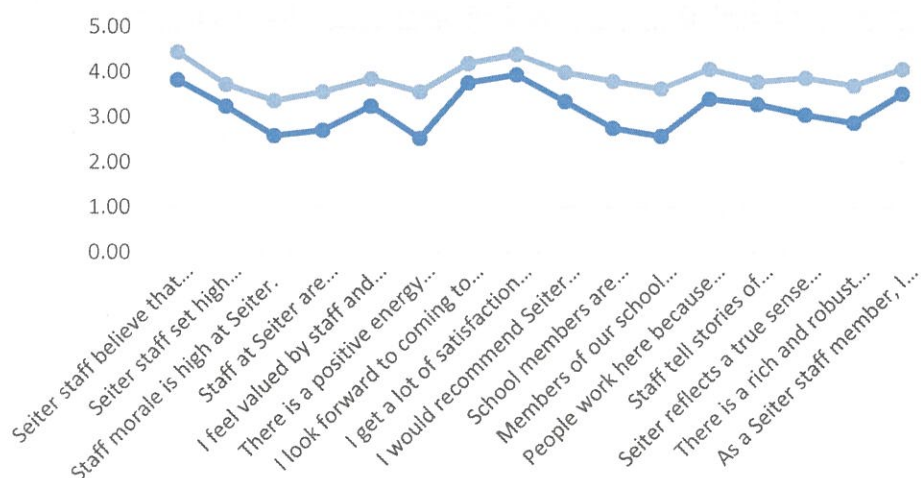 5.00
4.00
3.00
2.00
1.00
0.00
Seiter staff believe that...
Seiter staff set high...
Staff morale is high at Seiter.
Staff at Seiter are...
I feel valued by staff and...
There is a positive energy...
I look forward to coming to...
I get a lot of satisfaction...
I would recommend Seiter...
School members are...
Members of our school...
People work here because...
Staff tell stories of...
Seiter reflects a true sense...
There is a rich and robust...
As a Seiter staff member, I...